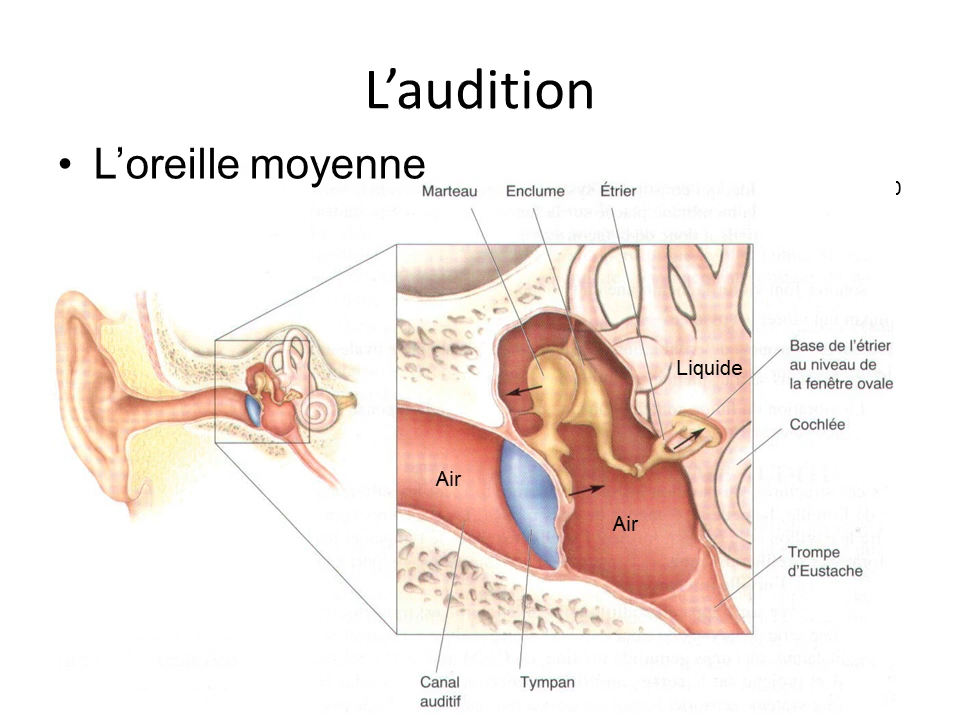 L’audition
• L’oreille moyenne
Marteau
Enclume
Étrier
Liquide
Base de l’étrier
au niveau de
la fenêtre ovale
Cochlée
Air
Air
Trompe
d’Eustache
Canal
auditif
Tympan